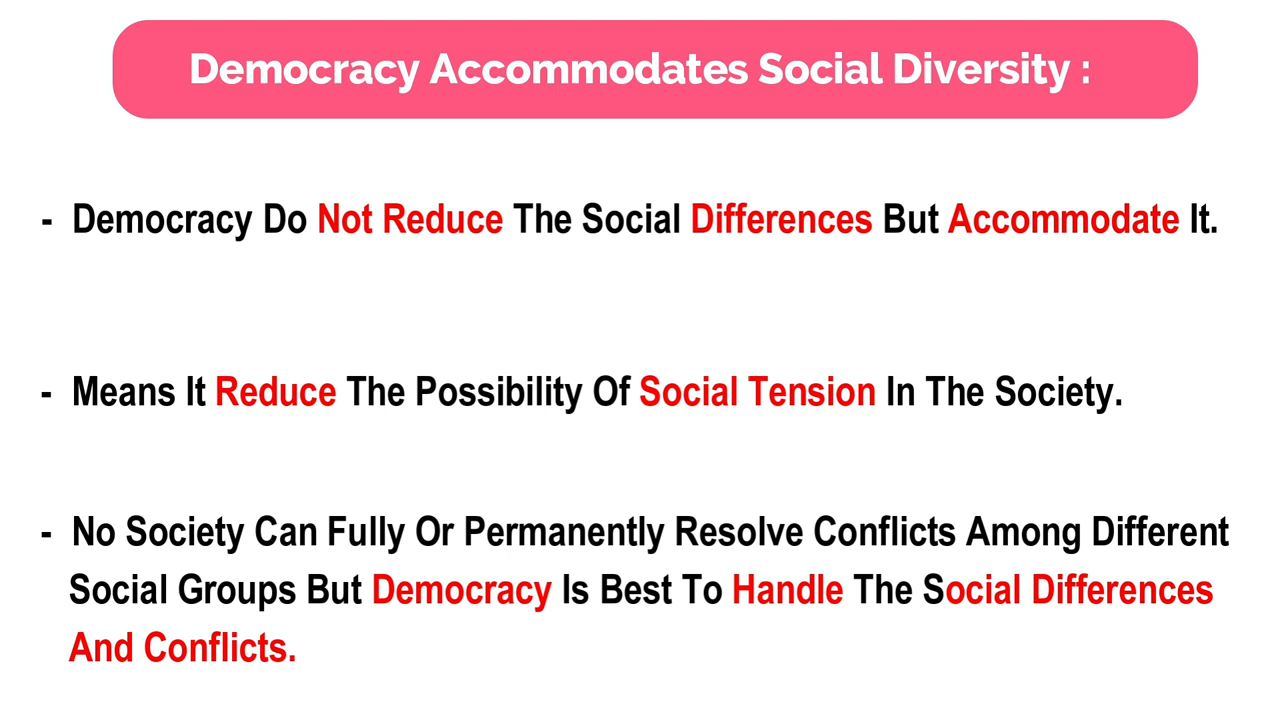 Democracy Accommodates Social Diversity :
- Democracy Do Not Reduce The Social Differences But Accommodate It.
- Means It Reduce The Possibility Of Social Tension In The Society.
- No Society Can Fully Or Permanently Resolve Conflicts Among Different
Social Groups But Democracy Is Best To Handle The Social Differences
And Conflicts.